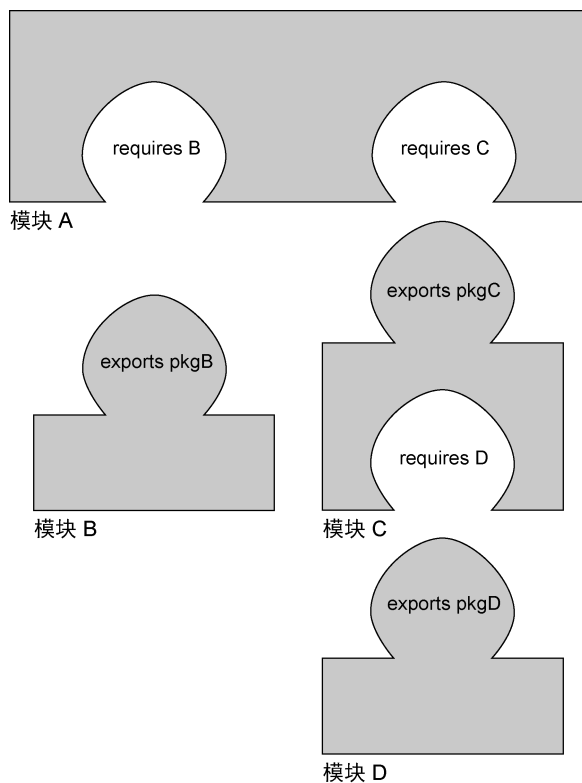 requires B
requires C
模块 A
exports pkgC
exports pkgB
requires D
模块 B
模块 C
exports pkgD
模块 D